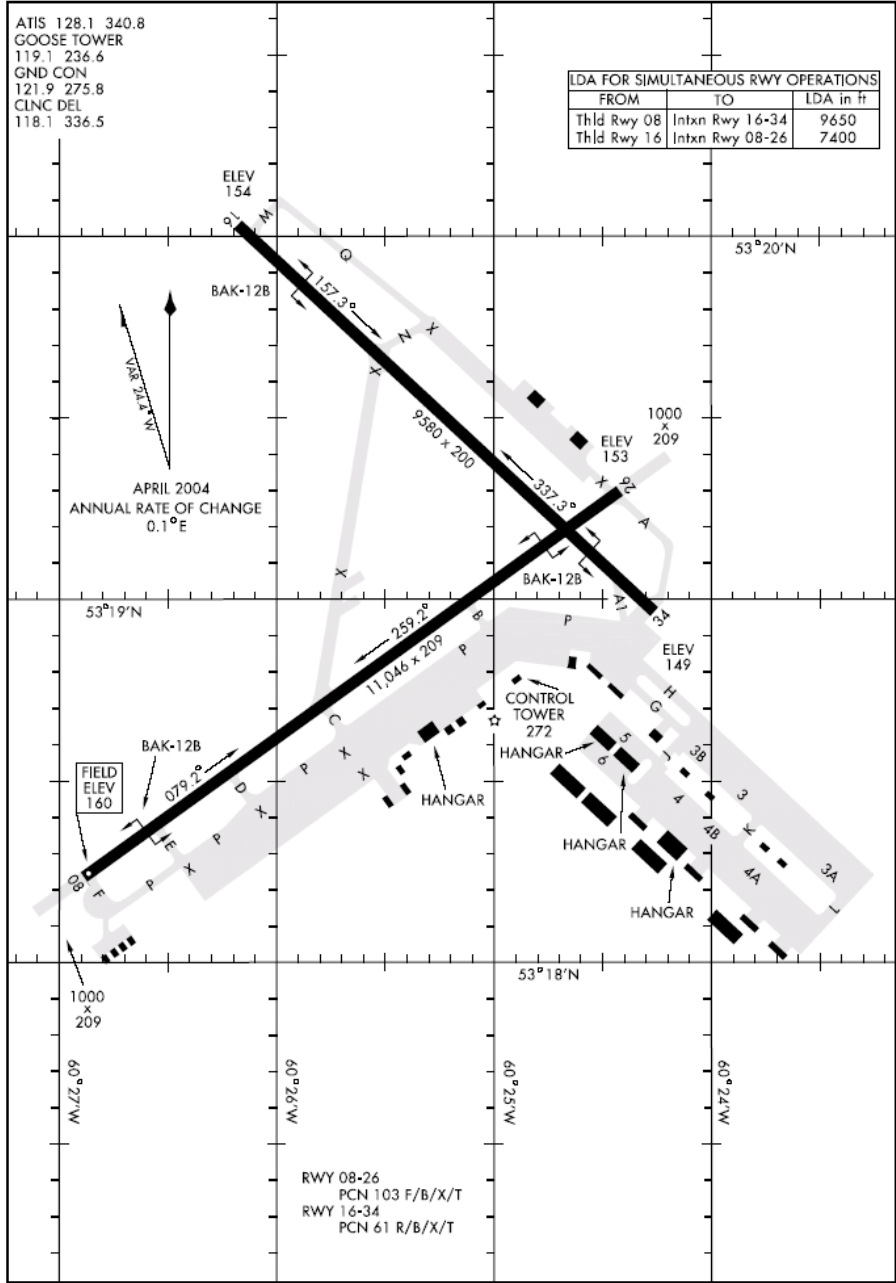 ATIS 128.1 340.8
GOOSE TOWER
119.1 236.6
GND CON
121.9 275.8
CLNC DEL
118.1 336.5
LDA FOR SIMULTANEOUS RWY OPERATIONS
FROM TO LDA in ft
Thld Rwy 08 Intxn Rwy 16-34 9650
Thld Rwy 16 Intxn Rwy 08-26 7400
ELEV
154
16
W
Q
53°20'N
BAK-12B
157.3°
VAR 24.4° W
X
N
X
APRIL 2004
ANNUAL RATE OF CHANGE
0.1°E
9580 x 200
1000
x
209
ELEV
153
26
X
337.3°
A
BAK-12B
X
A1
34
53°19'N
259.2°
11,046 x 209
B
P
P
ELEV
149
CONTROL
TOWER
272
H
G
C
HANGAR
5
6
J
3B
BAK-12B
079.2°
P
X
X
FIELD
ELEV
160
HANGAR
D
X
4
3
HANGAR
4B
K
E
P
08
F
P
X
4A
3A
HANGAR
L
53°18'N
1000
x
209
60°27'W
60°26'W
60°25'W
60°24'W
RWY 08-26
PCN 103 F/B/X/T
RWY 16-34
PCN 61 R/B/X/T